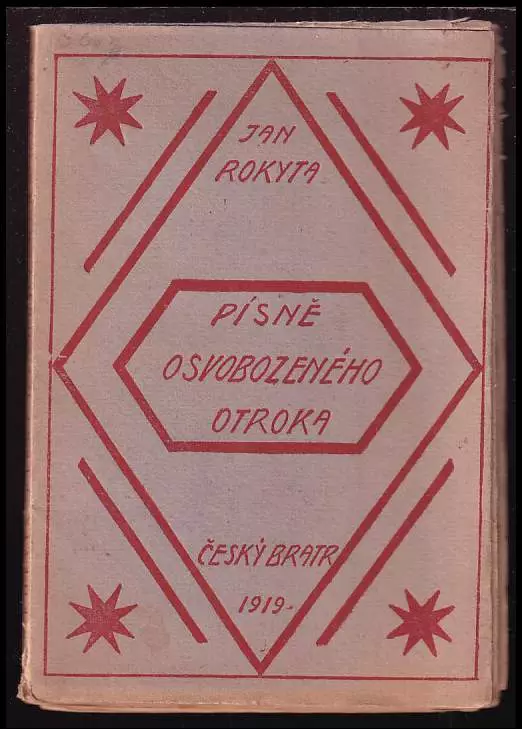 JAN
ROKYTA
PÍSNĚ
OSVOBOZENÉHO
OTROKA
ČESKÝ BRATR
1919